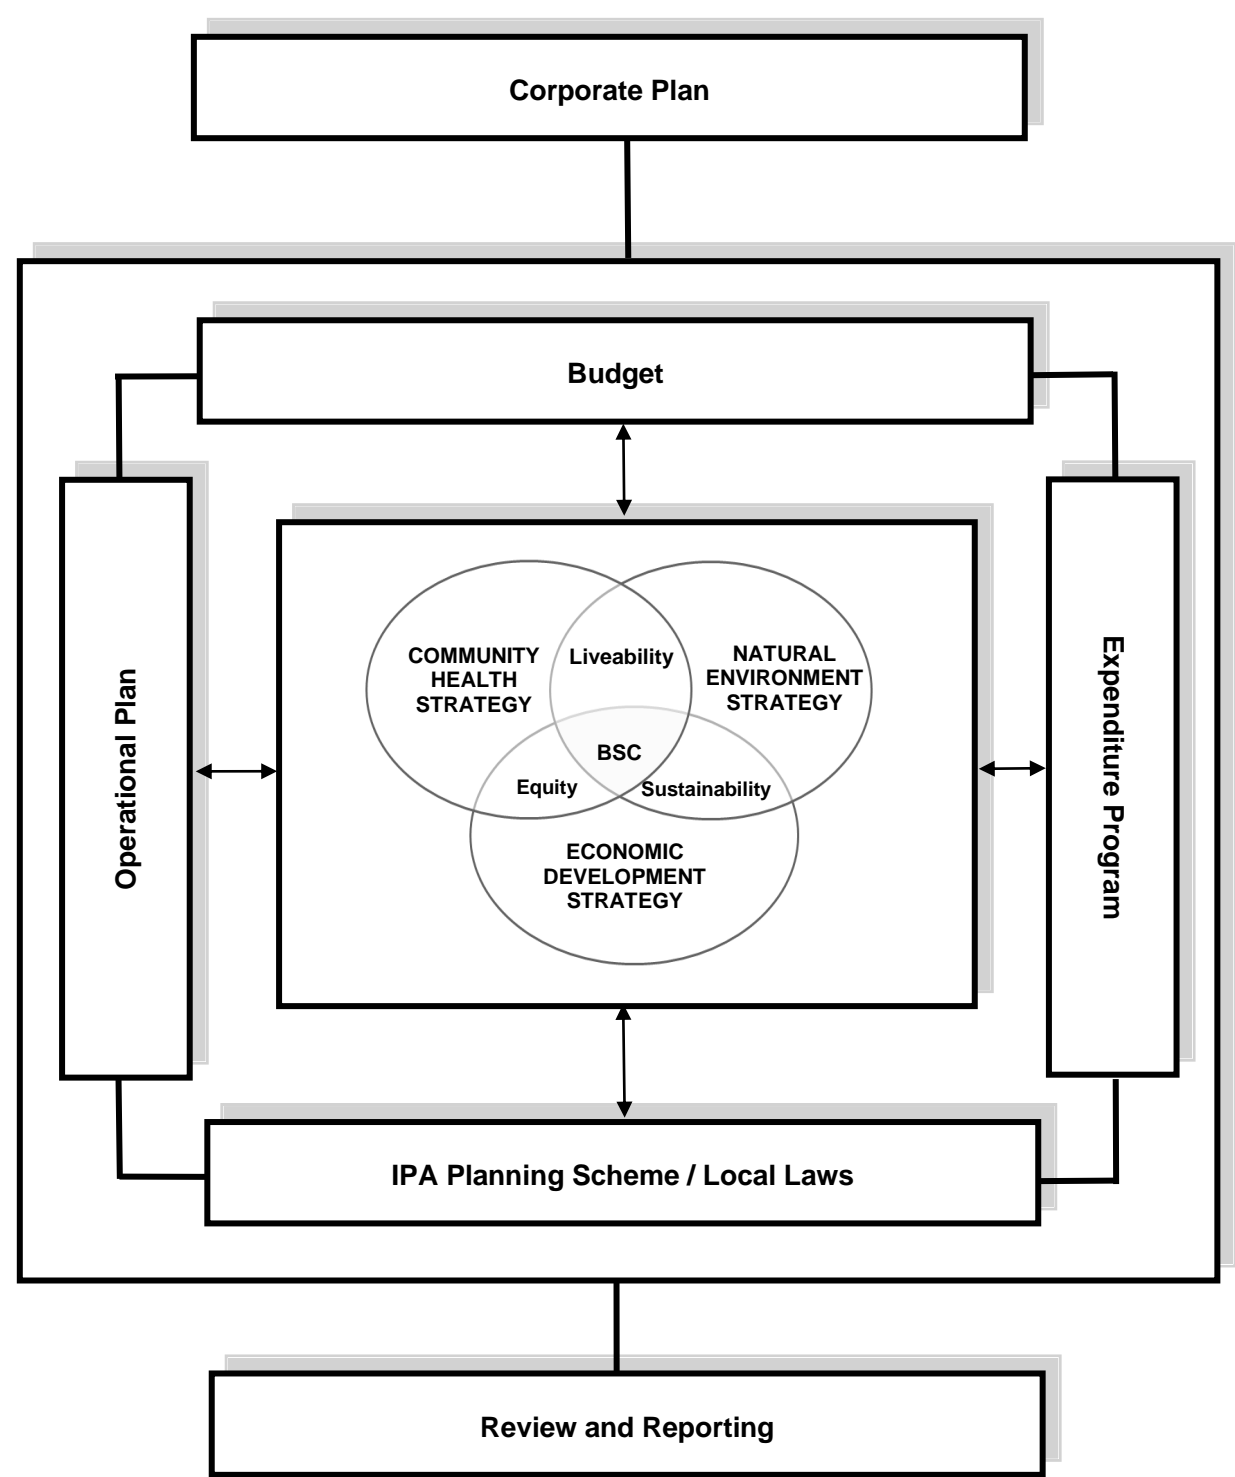 Corporate Plan
Budget
Operational Plan
COMMUNITY
HEALTH
STRATEGY
Liveability
NATURAL
ENVIRONMENT
STRATEGY
BSC
Equity
Sustainability
ECONOMIC
DEVELOPMENT
STRATEGY
Expenditure Program
IPA Planning Scheme / Local Laws
Review and Reporting